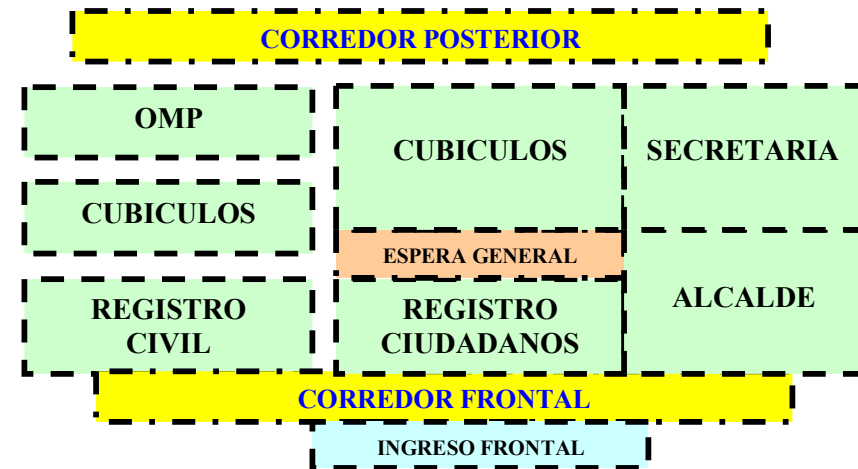 CORREDOR POSTERIOR
OMP
CUBICULOS
SECRETARIA
CUBICULOS
ESPERA GENERAL
REGISTRO
CIVIL
REGISTRO
CIUDADANOS
ALCALDE
CORREDOR FRONTAL
INGRESO FRONTAL